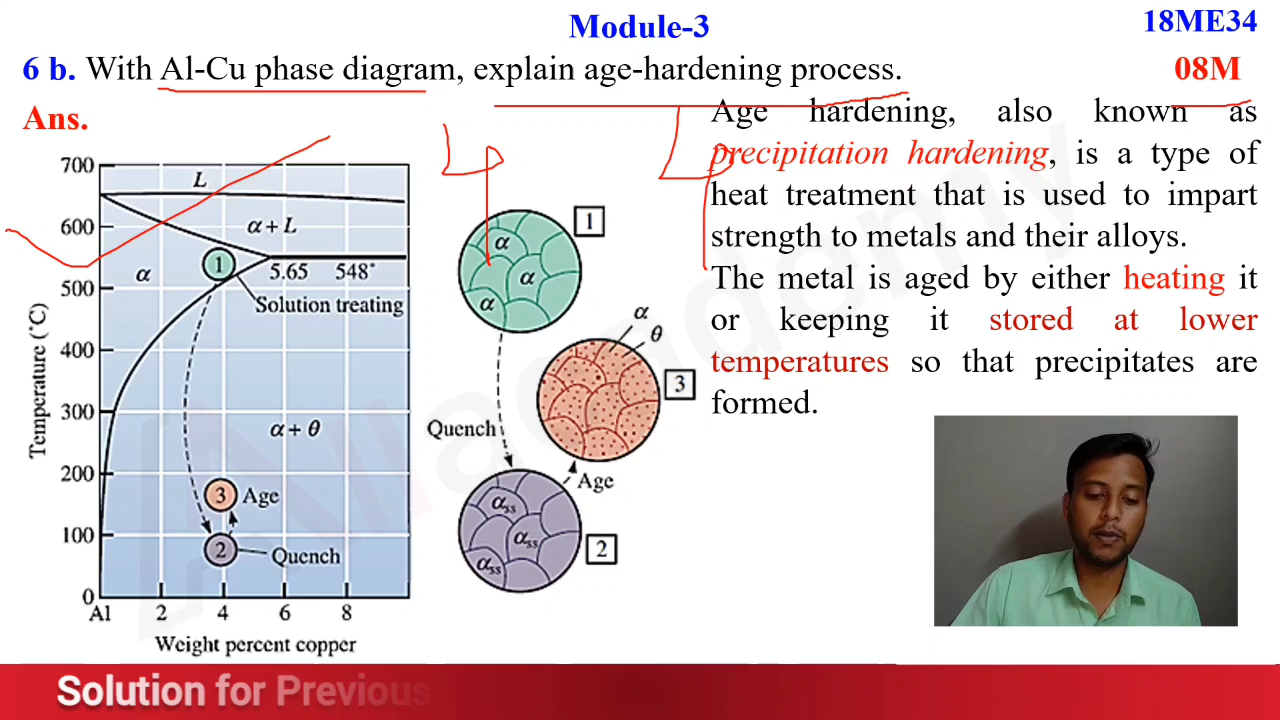 Module-3
18ME34
6 b. With Al-Cu phase diagram, explain age-hardening process.
08M
Ans.
Age hardening, also known as
precipitation hardening, is a type of
heat treatment that is used to impart
strength to metals and their alloys.
The metal is aged by either heating it
or keeping it stored at lower
temperatures so that precipitates are
formed.
700
600
500
400
300
200
100
0
Temperature (°C)
L
α + L
α
1
5.65 548°
Solution treating
α + θ
3 Age
2 Quench
Al 2 4 6 8
Weight percent copper
1
α
α
α
α
θ
3
Quench
Age
αss
αss
αss
2
Solution for Previous